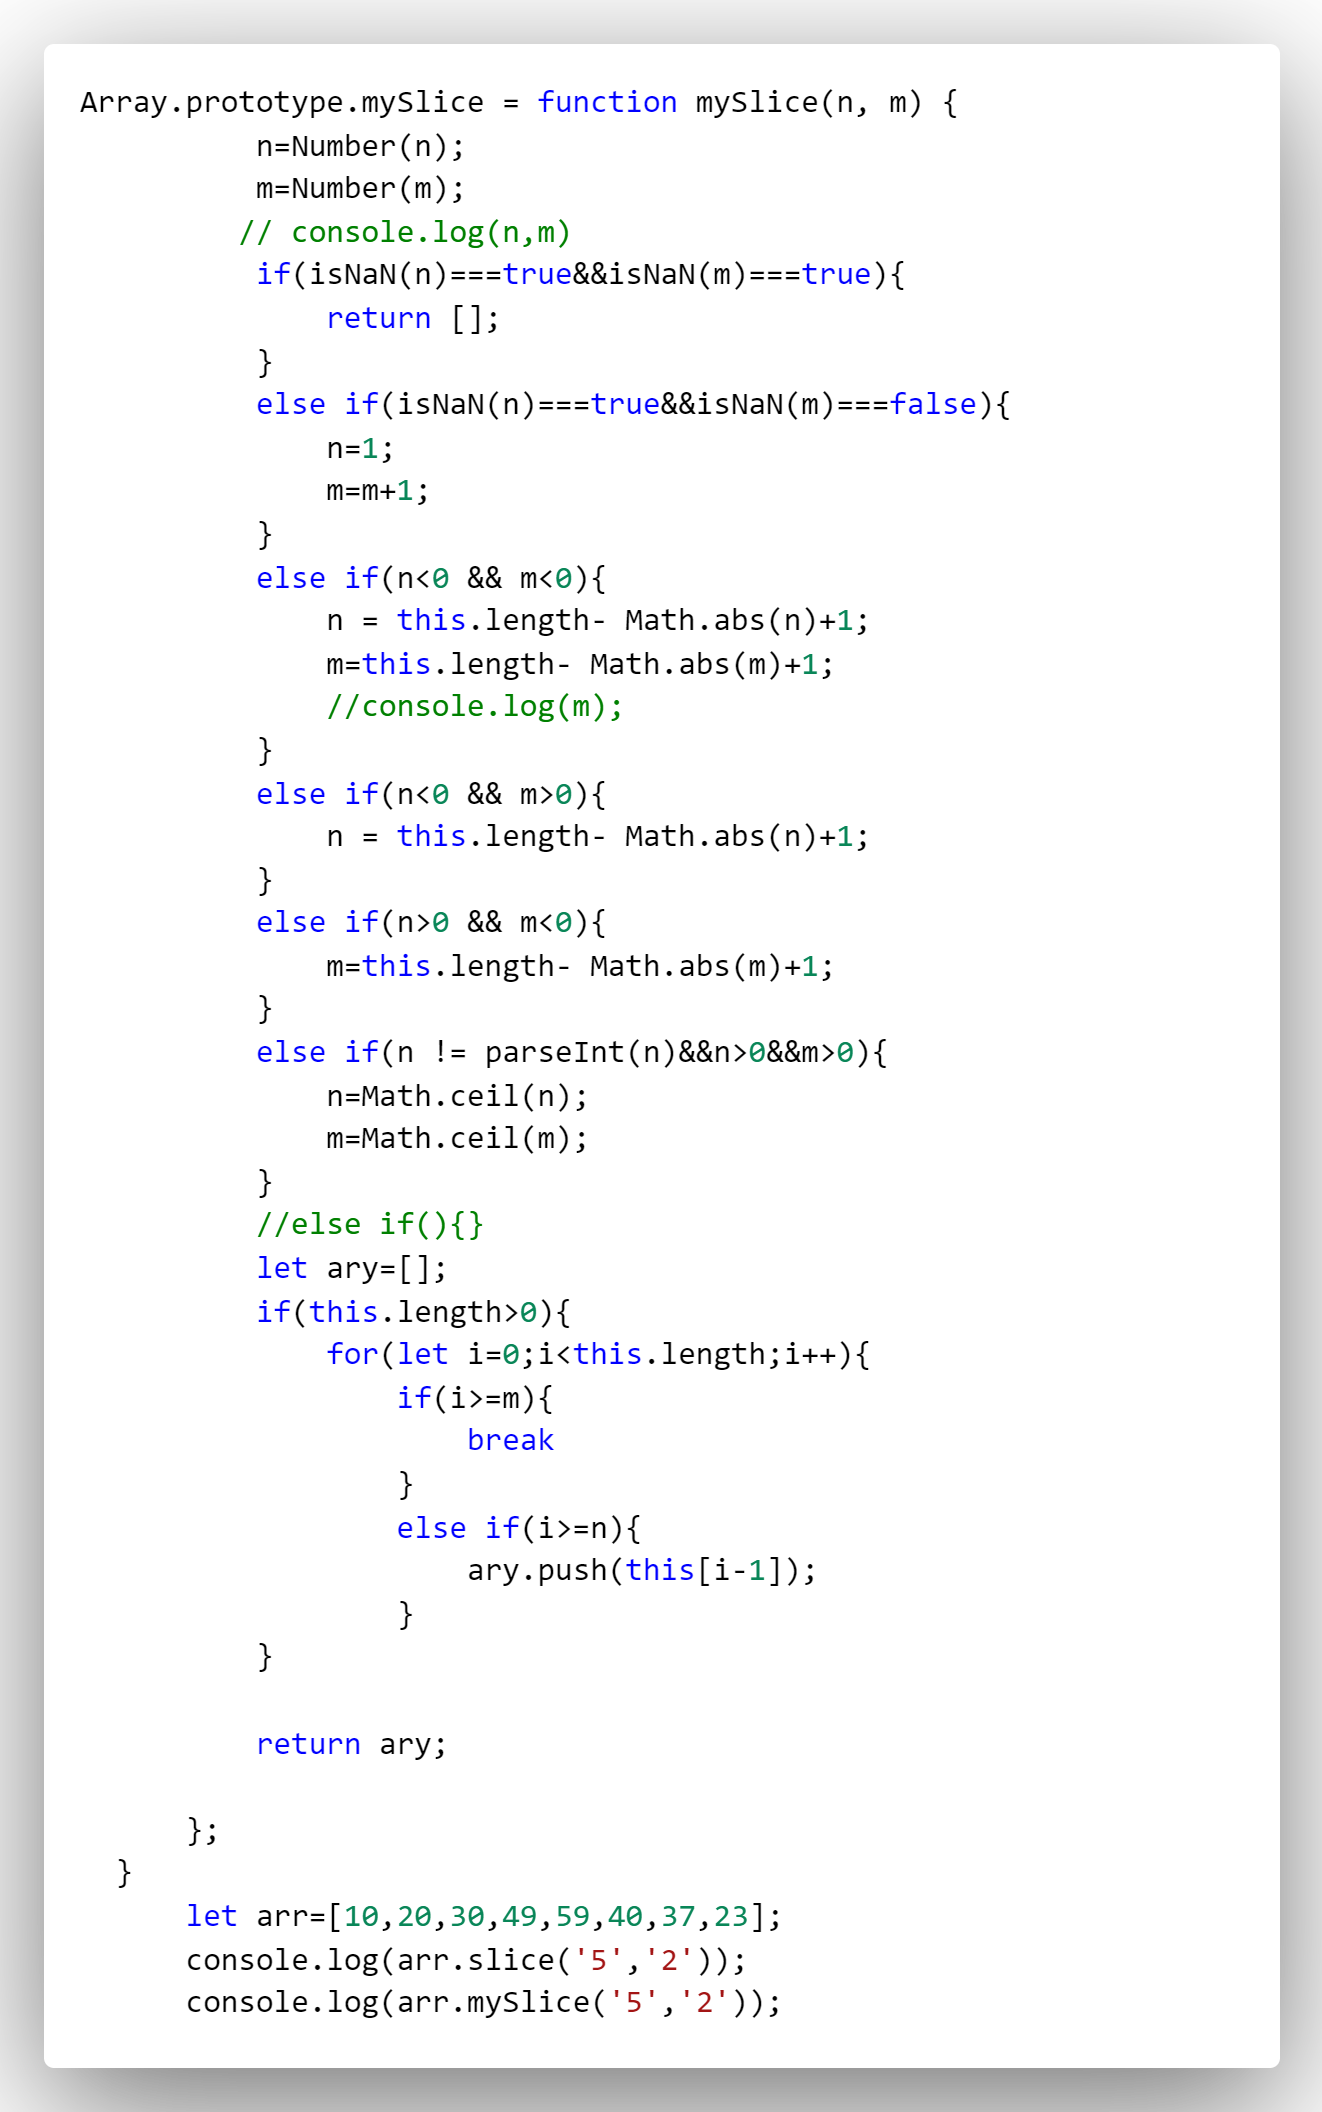 Array.prototype.mySlice = function mySlice(n, m) {
          n=Number(n);
          m=Number(m);
         // console.log(n,m)
          if(isNaN(n)===true&&isNaN(m)===true){
              return [];
          }
          else if(isNaN(n)===true&&isNaN(m)===false){
              n=1;
              m=m+1;
          }
          else if(n<0 && m<0){
              n = this.length- Math.abs(n)+1;
              m=this.length- Math.abs(m)+1;
              //console.log(m);
          }
          else if(n<0 && m>0){
              n = this.length- Math.abs(n)+1;
          }
          else if(n>0 && m<0){
              m=this.length- Math.abs(m)+1;
          }
          else if(n != parseInt(n)&&n>0&&m>0){
              n=Math.ceil(n);
              m=Math.ceil(m);
          }
          //else if(){}
          let ary=[];
          if(this.length>0){
              for(let i=0;i<this.length;i++){
                  if(i>=m){
                      break
                  }
                  else if(i>=n){
                      ary.push(this[i-1]);
                  }
          }

          return ary;

      };
  }
      let arr=[10,20,30,49,59,40,37,23];
      console.log(arr.slice('5','2'));
      console.log(arr.mySlice('5','2'));